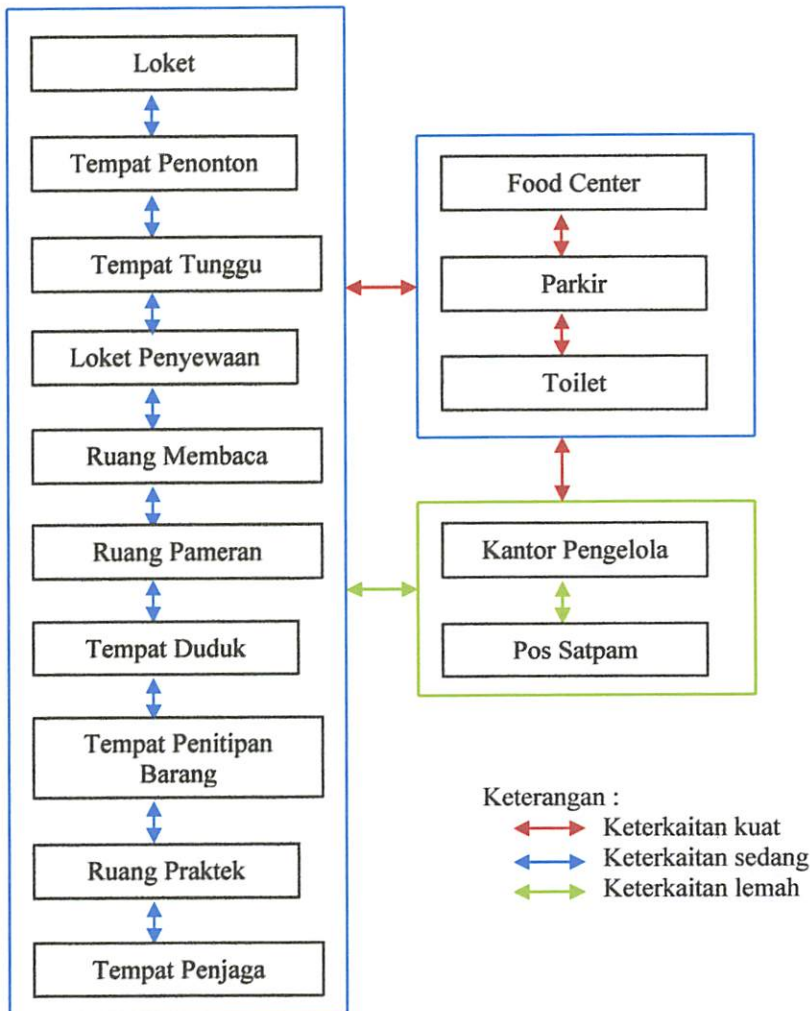 Loket
Tempat Penonton
Tempat Tunggu
Loket Penyewaan
Ruang Membaca
Ruang Pameran
Tempat Duduk
Tempat Penitipan
Barang
Ruang Praktek
Tempat Penjaga
Food Center
Parkir
Toilet
Kantor Pengelola
Pos Satpam
Keterangan :
Keterkaitan kuat
Keterkaitan sedang
Keterkaitan lemah